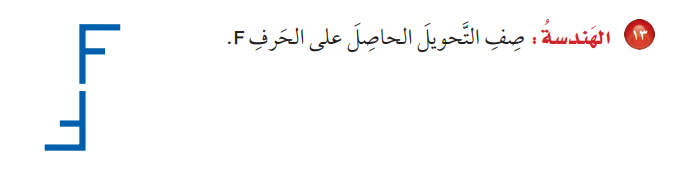 ١٣ الهَندسةُ : صِفِ التَّحويلَ الحاصِلَ على الحَرفِ F.
F